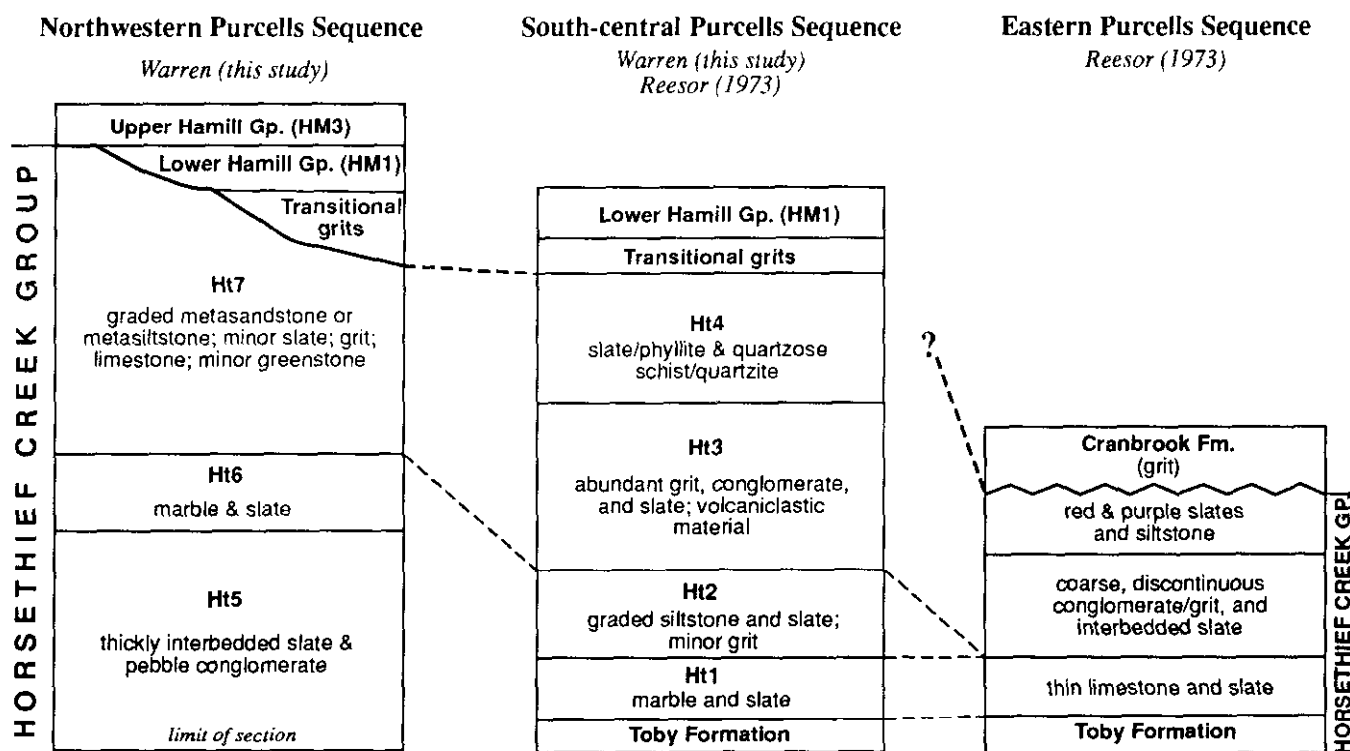 Northwestern Purcells Sequence
Warren (this study)
Upper Hamill Gp. (HM3)
Lower Hamill Gp. (HM1)
Transitional
grits
Ht7
graded metasandstone or
metasiltstone; minor slate; grit;
limestone; minor greenstone
Ht6
marble & slate
Ht5
thickly interbedded slate &
pebble conglomerate
limit of section
HORSETHIEF CREEK GROUP
South-central Purcells Sequence
Warren (this study)
Reesor (1973)
Lower Hamill Gp. (HM1)
Transitional grits
Ht4
slate/phyllite & quartzose
schist/quartzite
Ht3
abundant grit, conglomerate,
and slate; volcaniclastic
material
Ht2
graded siltstone and slate;
minor grit
Ht1
marble and slate
Toby Formation
?
Eastern Purcells Sequence
Reesor (1973)
Cranbrook Fm.
(grit)
red & purple slates
and siltstone
coarse, discontinuous
conglomerate/grit, and
interbedded slate
thin limestone and slate
Toby Formation
HORSETHIEF CREEK GP.